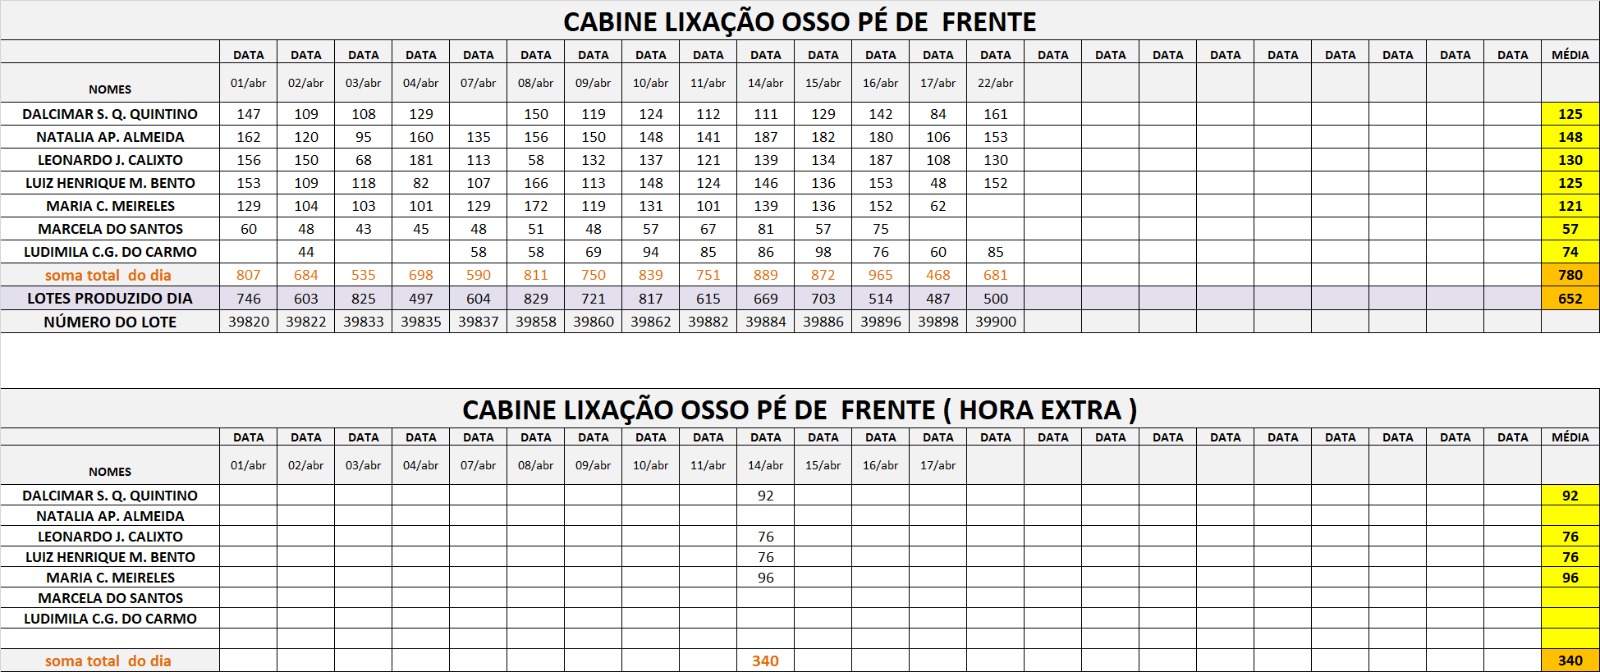 CABINE LIXAÇÃO OSSO PÉ DE FRENTE
DATA DATA DATA DATA DATA DATA DATA DATA DATA DATA DATA DATA DATA DATA DATA DATA DATA DATA DATA DATA DATA DATA DATA MÉDIA
NOMES 01/abr 02/abr 03/abr 04/abr 07/abr 08/abr 09/abr 10/abr 11/abr 14/abr 15/abr 16/abr 17/abr 22/abr
DALCIMAR S. Q. QUINTINO 147 109 108 129 150 119 124 112 111 129 142 84 161 125
NATALIA AP. ALMEIDA 162 120 95 160 135 156 150 148 141 187 182 180 106 153 148
LEONARDO J. CALIXTO 156 150 68 181 113 58 132 137 121 139 134 187 108 130 130
LUIZ HENRIQUE M. BENTO 153 109 118 82 107 166 113 148 124 146 136 153 48 152 125
MARIA C. MEIRELES 129 104 103 101 129 172 119 131 101 139 136 152 62 121
MARCELA DO SANTOS 60 48 43 45 48 51 48 57 67 81 57 75 57
LUDIMILA C.G. DO CARMO 44 58 58 69 94 85 86 98 76 60 85 74
soma total do dia 807 684 535 698 590 811 750 839 751 889 872 965 468 681 780
LOTES PRODUZIDO DIA 746 603 825 497 604 829 721 817 615 669 703 514 487 500 652
NÚMERO DO LOTE 39820 39822 39833 39835 39837 39858 39860 39862 39882 39884 39886 39896 39898 39900
CABINE LIXAÇÃO OSSO PÉ DE FRENTE ( HORA EXTRA )
DATA DATA DATA DATA DATA DATA DATA DATA DATA DATA DATA DATA DATA DATA DATA DATA DATA DATA DATA DATA DATA DATA DATA MÉDIA
NOMES 01/abr 02/abr 03/abr 04/abr 07/abr 08/abr 09/abr 10/abr 11/abr 14/abr 15/abr 16/abr 17/abr
DALCIMAR S. Q. QUINTINO 92 92
NATALIA AP. ALMEIDA
LEONARDO J. CALIXTO 76 76
LUIZ HENRIQUE M. BENTO 76 76
MARIA C. MEIRELES 96 96
MARCELA DO SANTOS
LUDIMILA C.G. DO CARMO
soma total do dia 340 340